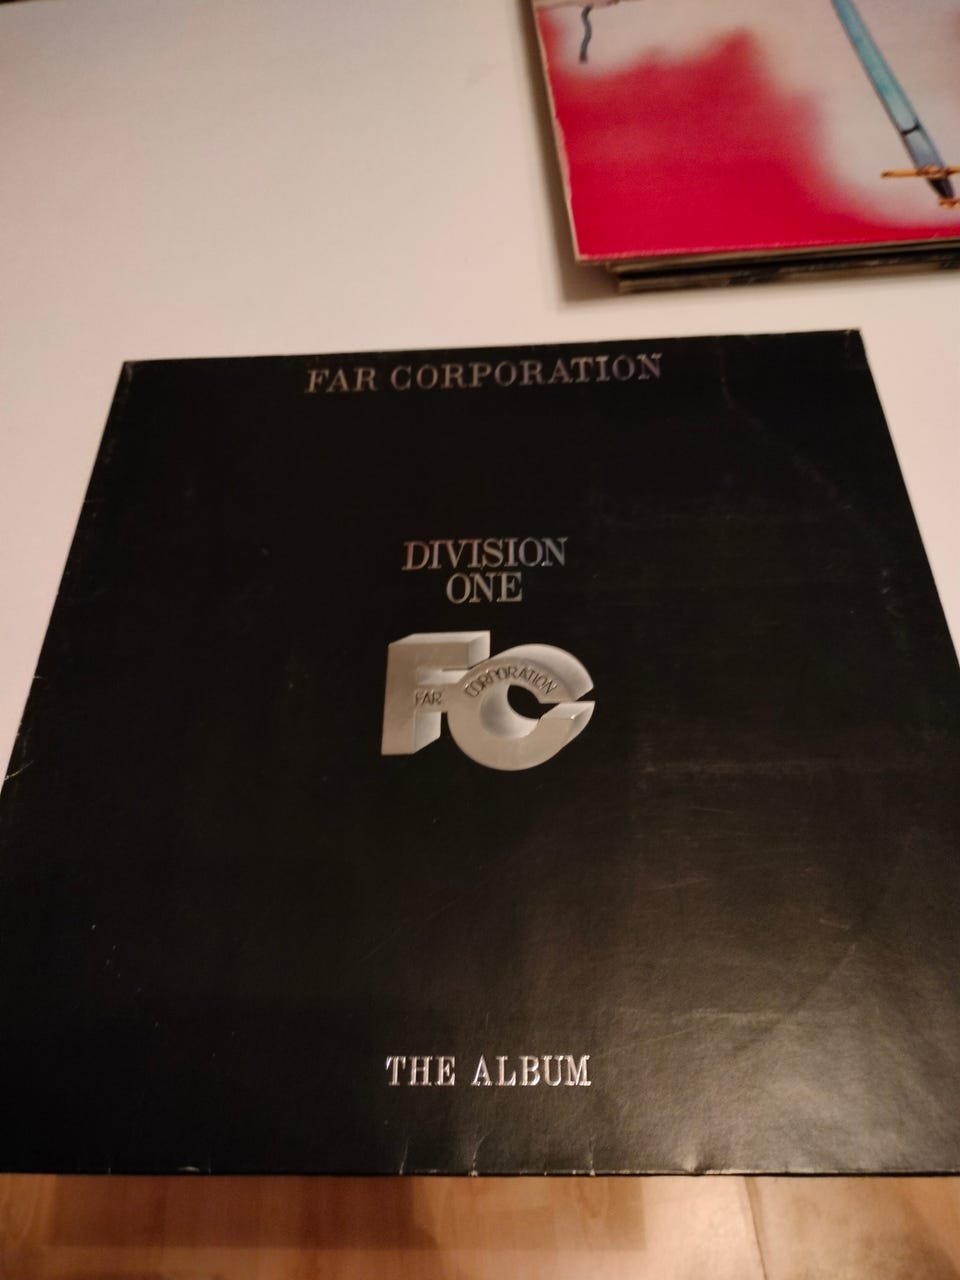 FAR CORPORATION
DIVISION
ONE
FC
FAR CORPORATION
THE ALBUM